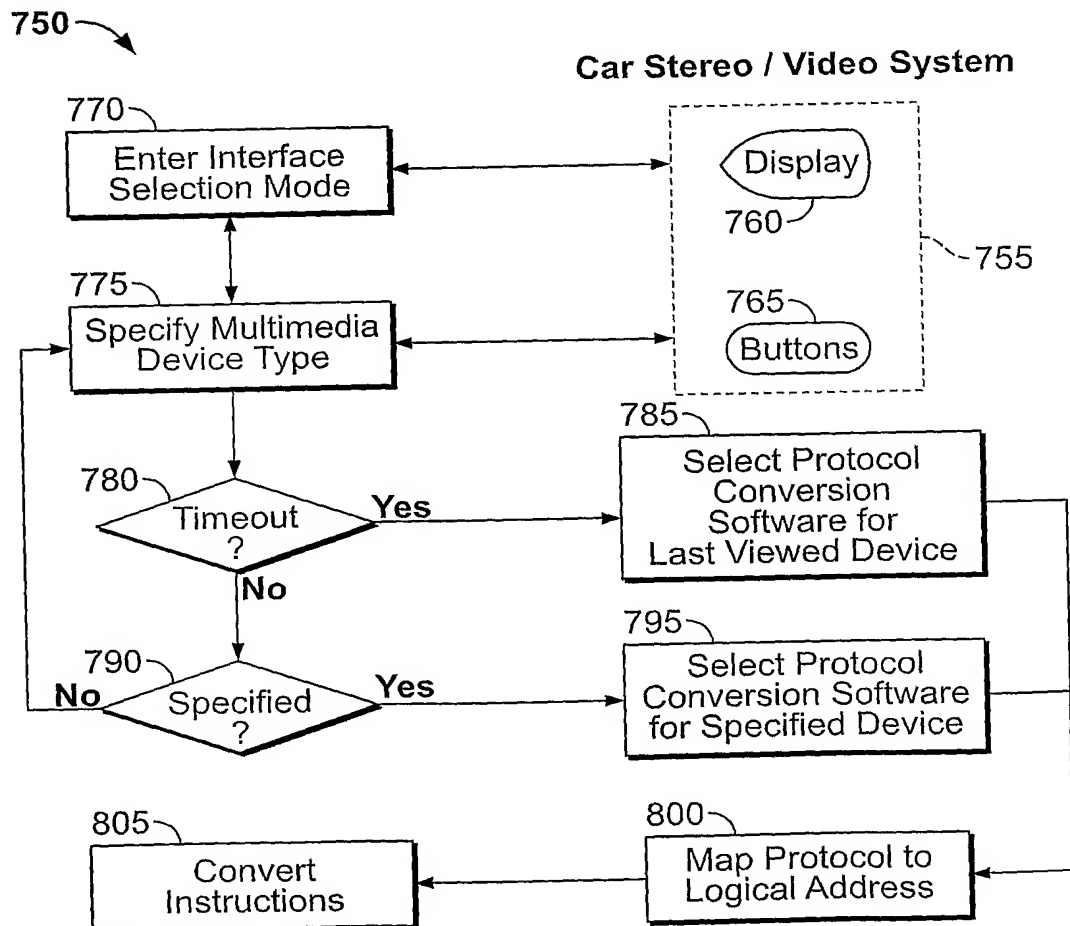 750
Car Stereo / Video System
770
Enter Interface
Selection Mode
Display
760
755
775
Specify Multimedia
Device Type
765
Buttons
780
Timeout
?
Yes
No
785
Select Protocol
Conversion
Software for
Last Viewed Device
790
Specified
?
No
Yes
795
Select Protocol
Conversion Software
for Specified Device
805
Convert
Instructions
800
Map Protocol to
Logical Address